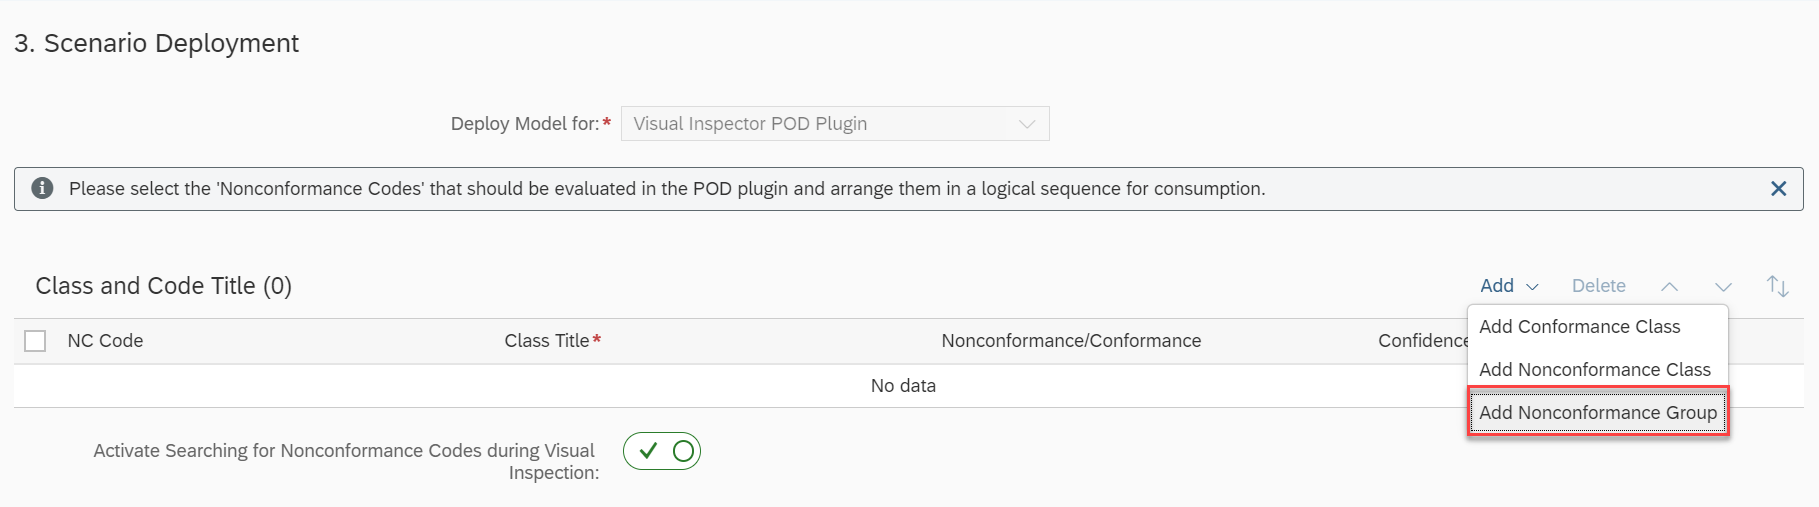 3. Scenario Deployment
Deploy Model for:* Visual Inspector POD Plugin
Please select the 'Nonconformance Codes' that should be evaluated in the POD plugin and arrange them in a logical sequence for consumption.
Class and Code Title (0)
Add Delete
NC Code Class Title* Nonconformance/Conformance Confidence
Add Conformance Class
Add Nonconformance Class
Add Nonconformance Group
No data
Activate Searching for Nonconformance Codes during Visual
Inspection: